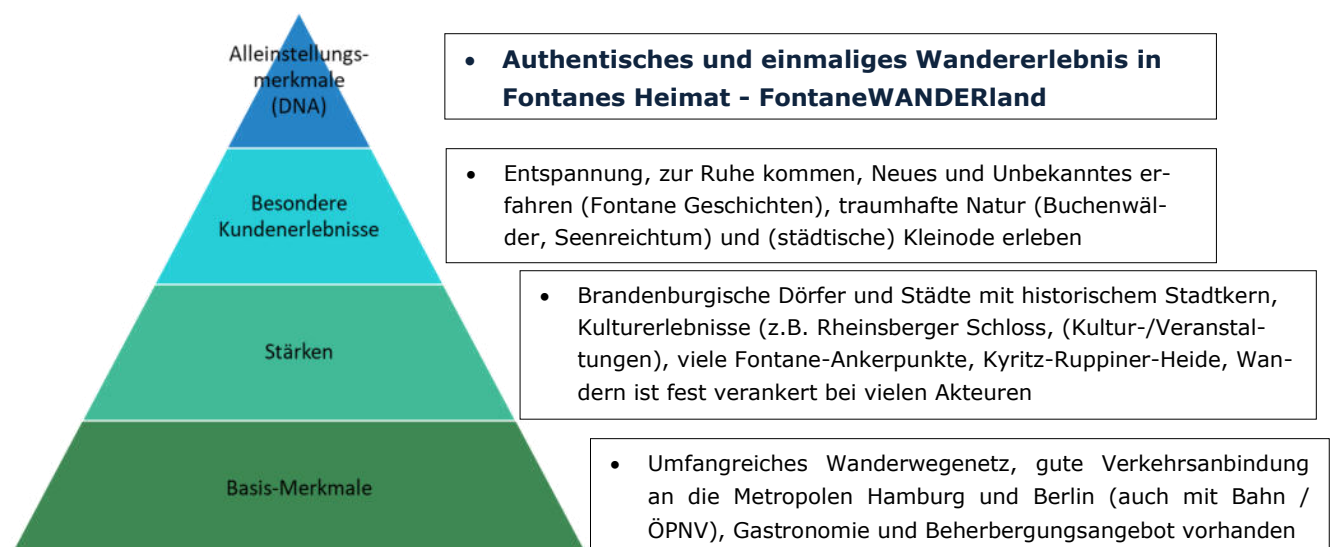 Alleinstellungs-
merkmale
(DNA)
• Authentisches und einmaliges Wandererlebnis in
Fontanes Heimat - FontaneWANDERland
Besondere
Kundenerlebnisse
• Entspannung, zur Ruhe kommen, Neues und Unbekanntes er-
fahren (Fontane Geschichten), traumhafte Natur (Buchenwäl-
der, Seenreichtum) und (städtische) Kleinode erleben
Stärken
• Brandenburgische Dörfer und Städte mit historischem Stadtkern,
Kulturerlebnisse (z.B. Rheinsberger Schloss, (Kultur-/Veranstal-
tungen), viele Fontane-Ankerpunkte, Kyritz-Ruppiner-Heide, Wan-
dern ist fest verankert bei vielen Akteuren
Basis-Merkmale
• Umfangreiches Wanderwegenetz, gute Verkehrsanbindung
an die Metropolen Hamburg und Berlin (auch mit Bahn /
ÖPNV), Gastronomie und Beherbergungsangebot vorhanden